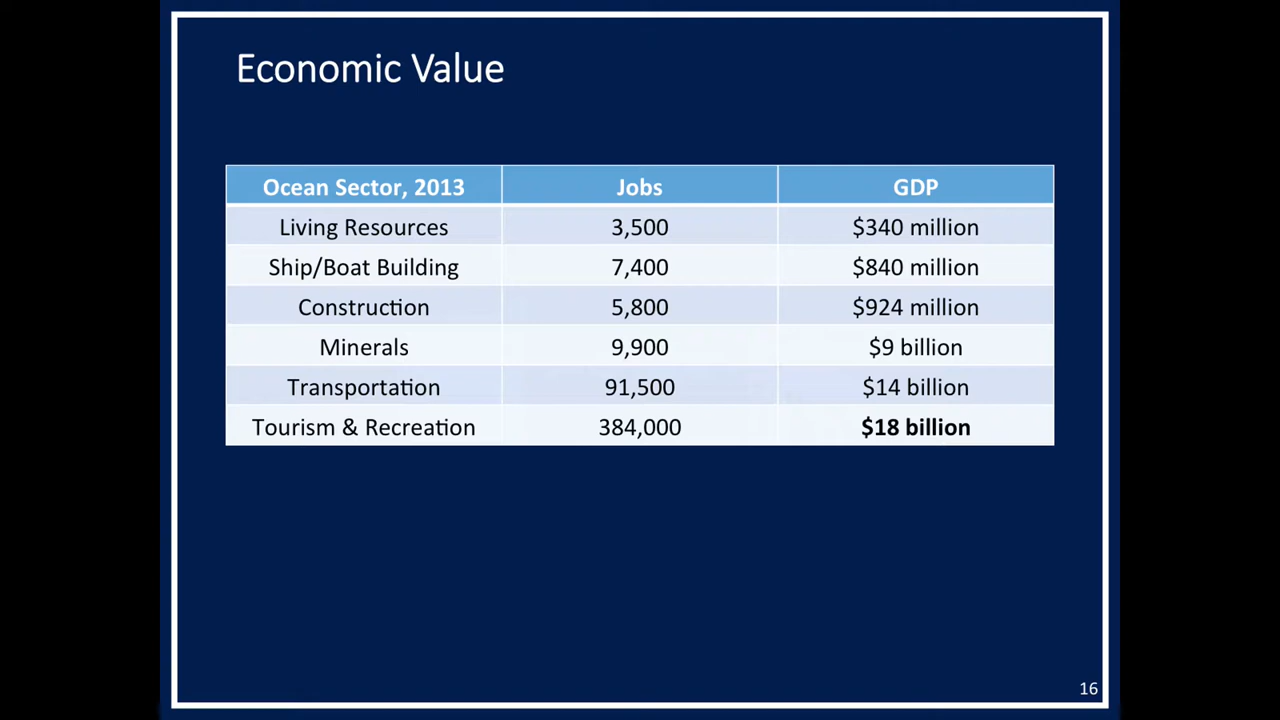 Economic Value
Ocean Sector, 2013 Jobs GDP
Living Resources 3,500 $340 million
Ship/Boat Building 7,400 $840 million
Construction 5,800 $924 million
Minerals 9,900 $9 billion
Transportation 91,500 $14 billion
Tourism & Recreation 384,000 $18 billion
16